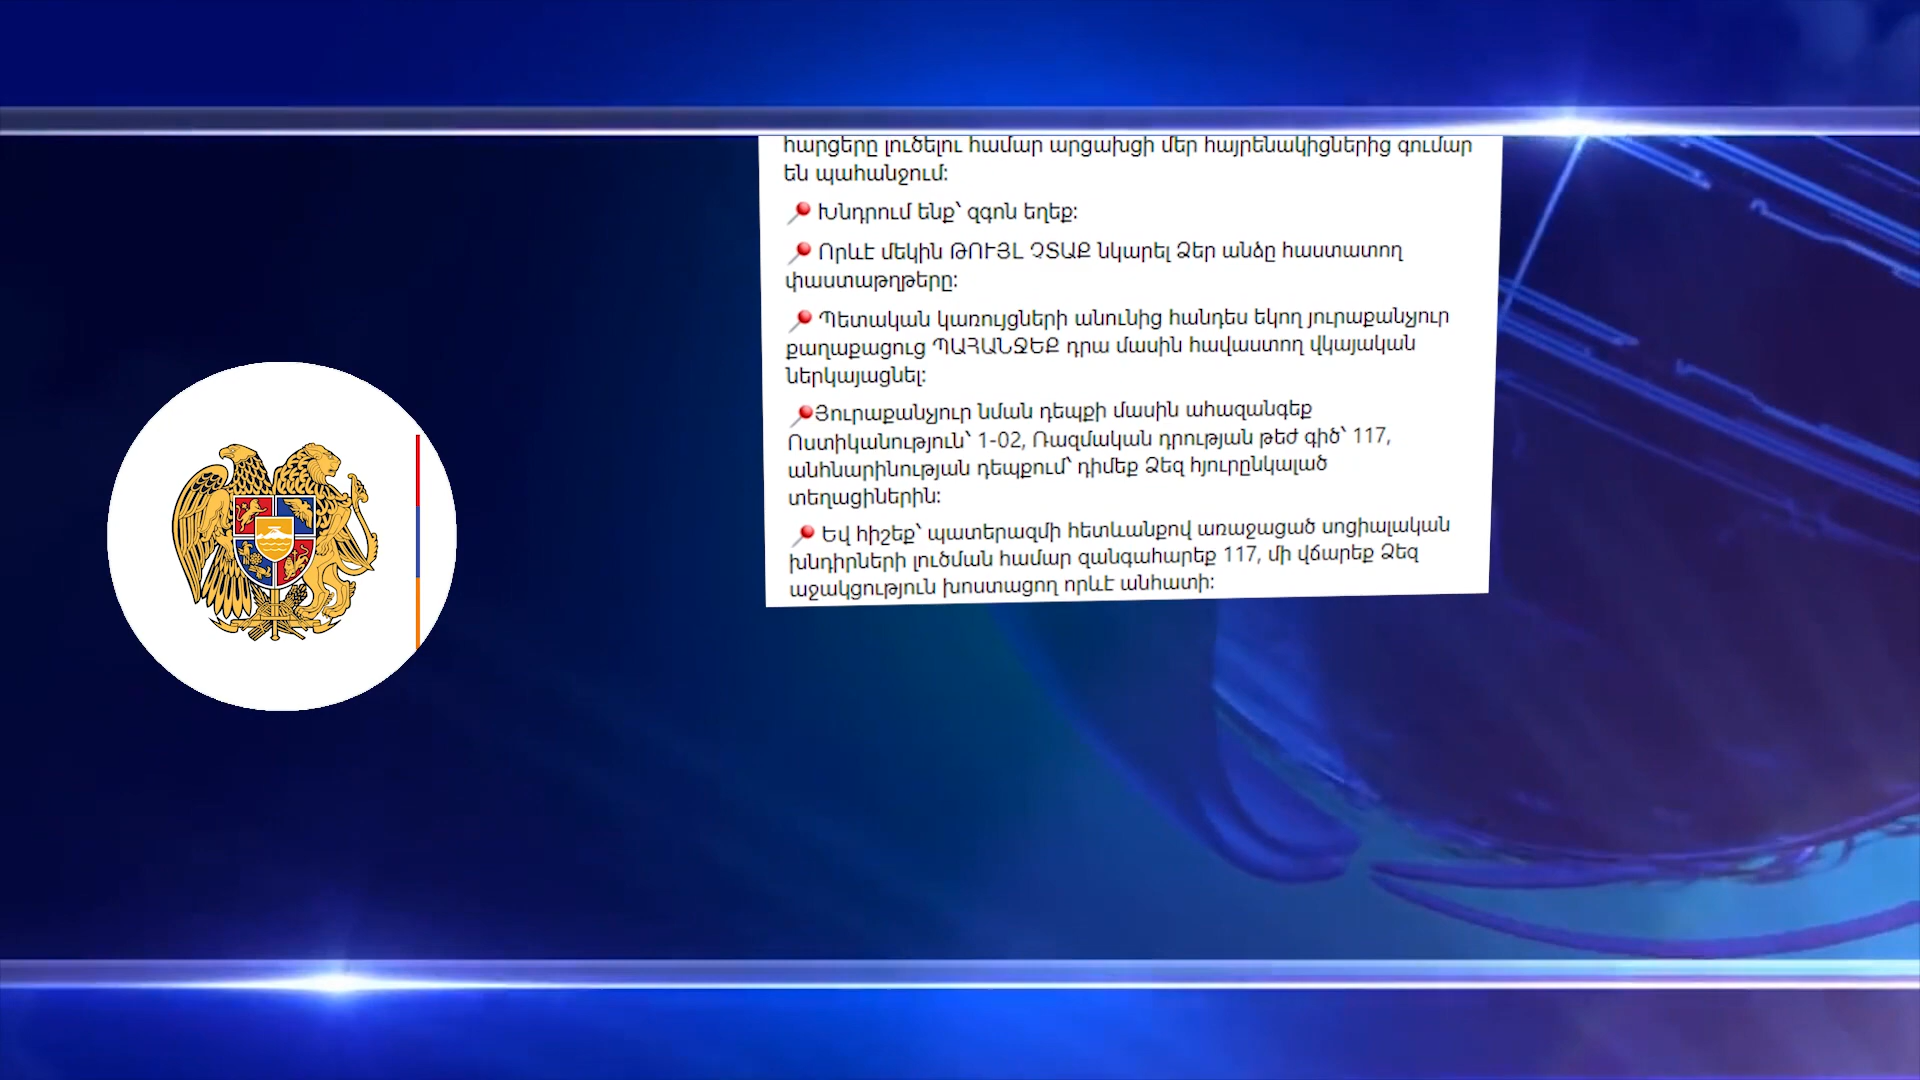 հարցերը լուծելու համար արցախցի մեր հայրենակիցներից գումար
են պահանջում:
Խնդրում ենք՝ զգոն եղեք:
Որևէ մեկին ԹՈՒՅԼ ՉՏԱՔ նկարել Ձեր անձը հաստատող
փաստաթղթերը:
Պետական կառույցների անունից հանդես եկող յուրաքանչյուր
քաղաքացուց ՊԱՀԱՆՋԵՔ դրա մասին հավաստող վկայական
ներկայացնել:
Յուրաքանչյուր նման դեպքի մասին ահազանգեք
Ոստիկանություն՝ 1-02, Ռազմական դրության թեժ գիծ՝ 117,
անհնարինության դեպքում՝ դիմեք Ձեզ հյուրընկալած
տեղացիներին:
Եվ հիշեք՝ պատերազմի հետևանքով առաջացած սոցիալական
խնդիրների լուծման համար զանգահարեք 117, մի վճարեք Ձեզ
աջակցություն խոստացող որևէ անհատի: